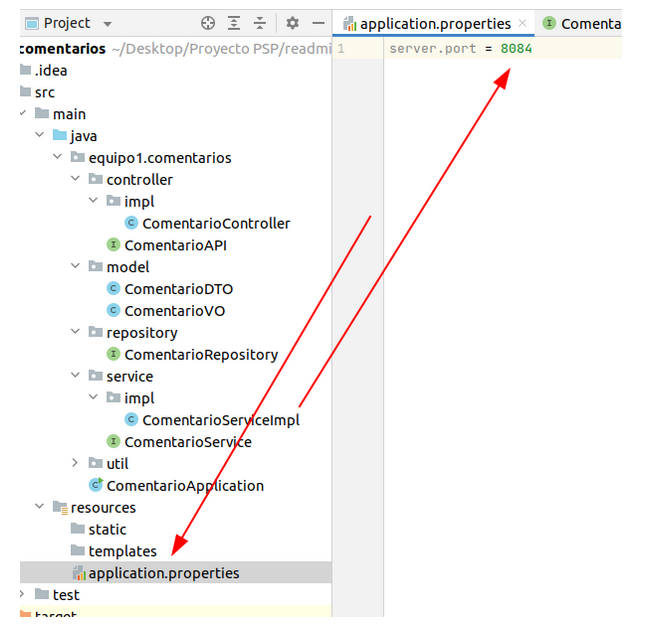 Project
application.properties
Comenta
comentarios ~/Desktop/Proyecto PSP/readmi
1 server.port = 8084
.idea
src
main
java
equipo1.comentarios
controller
impl
C ComentarioController
I ComentarioAPI
model
C ComentarioDTO
C ComentarioVO
repository
I ComentarioRepository
service
impl
C ComentarioServiceImpl
I ComentarioService
util
C ComentarioApplication
resources
static
templates
application.properties
test
target